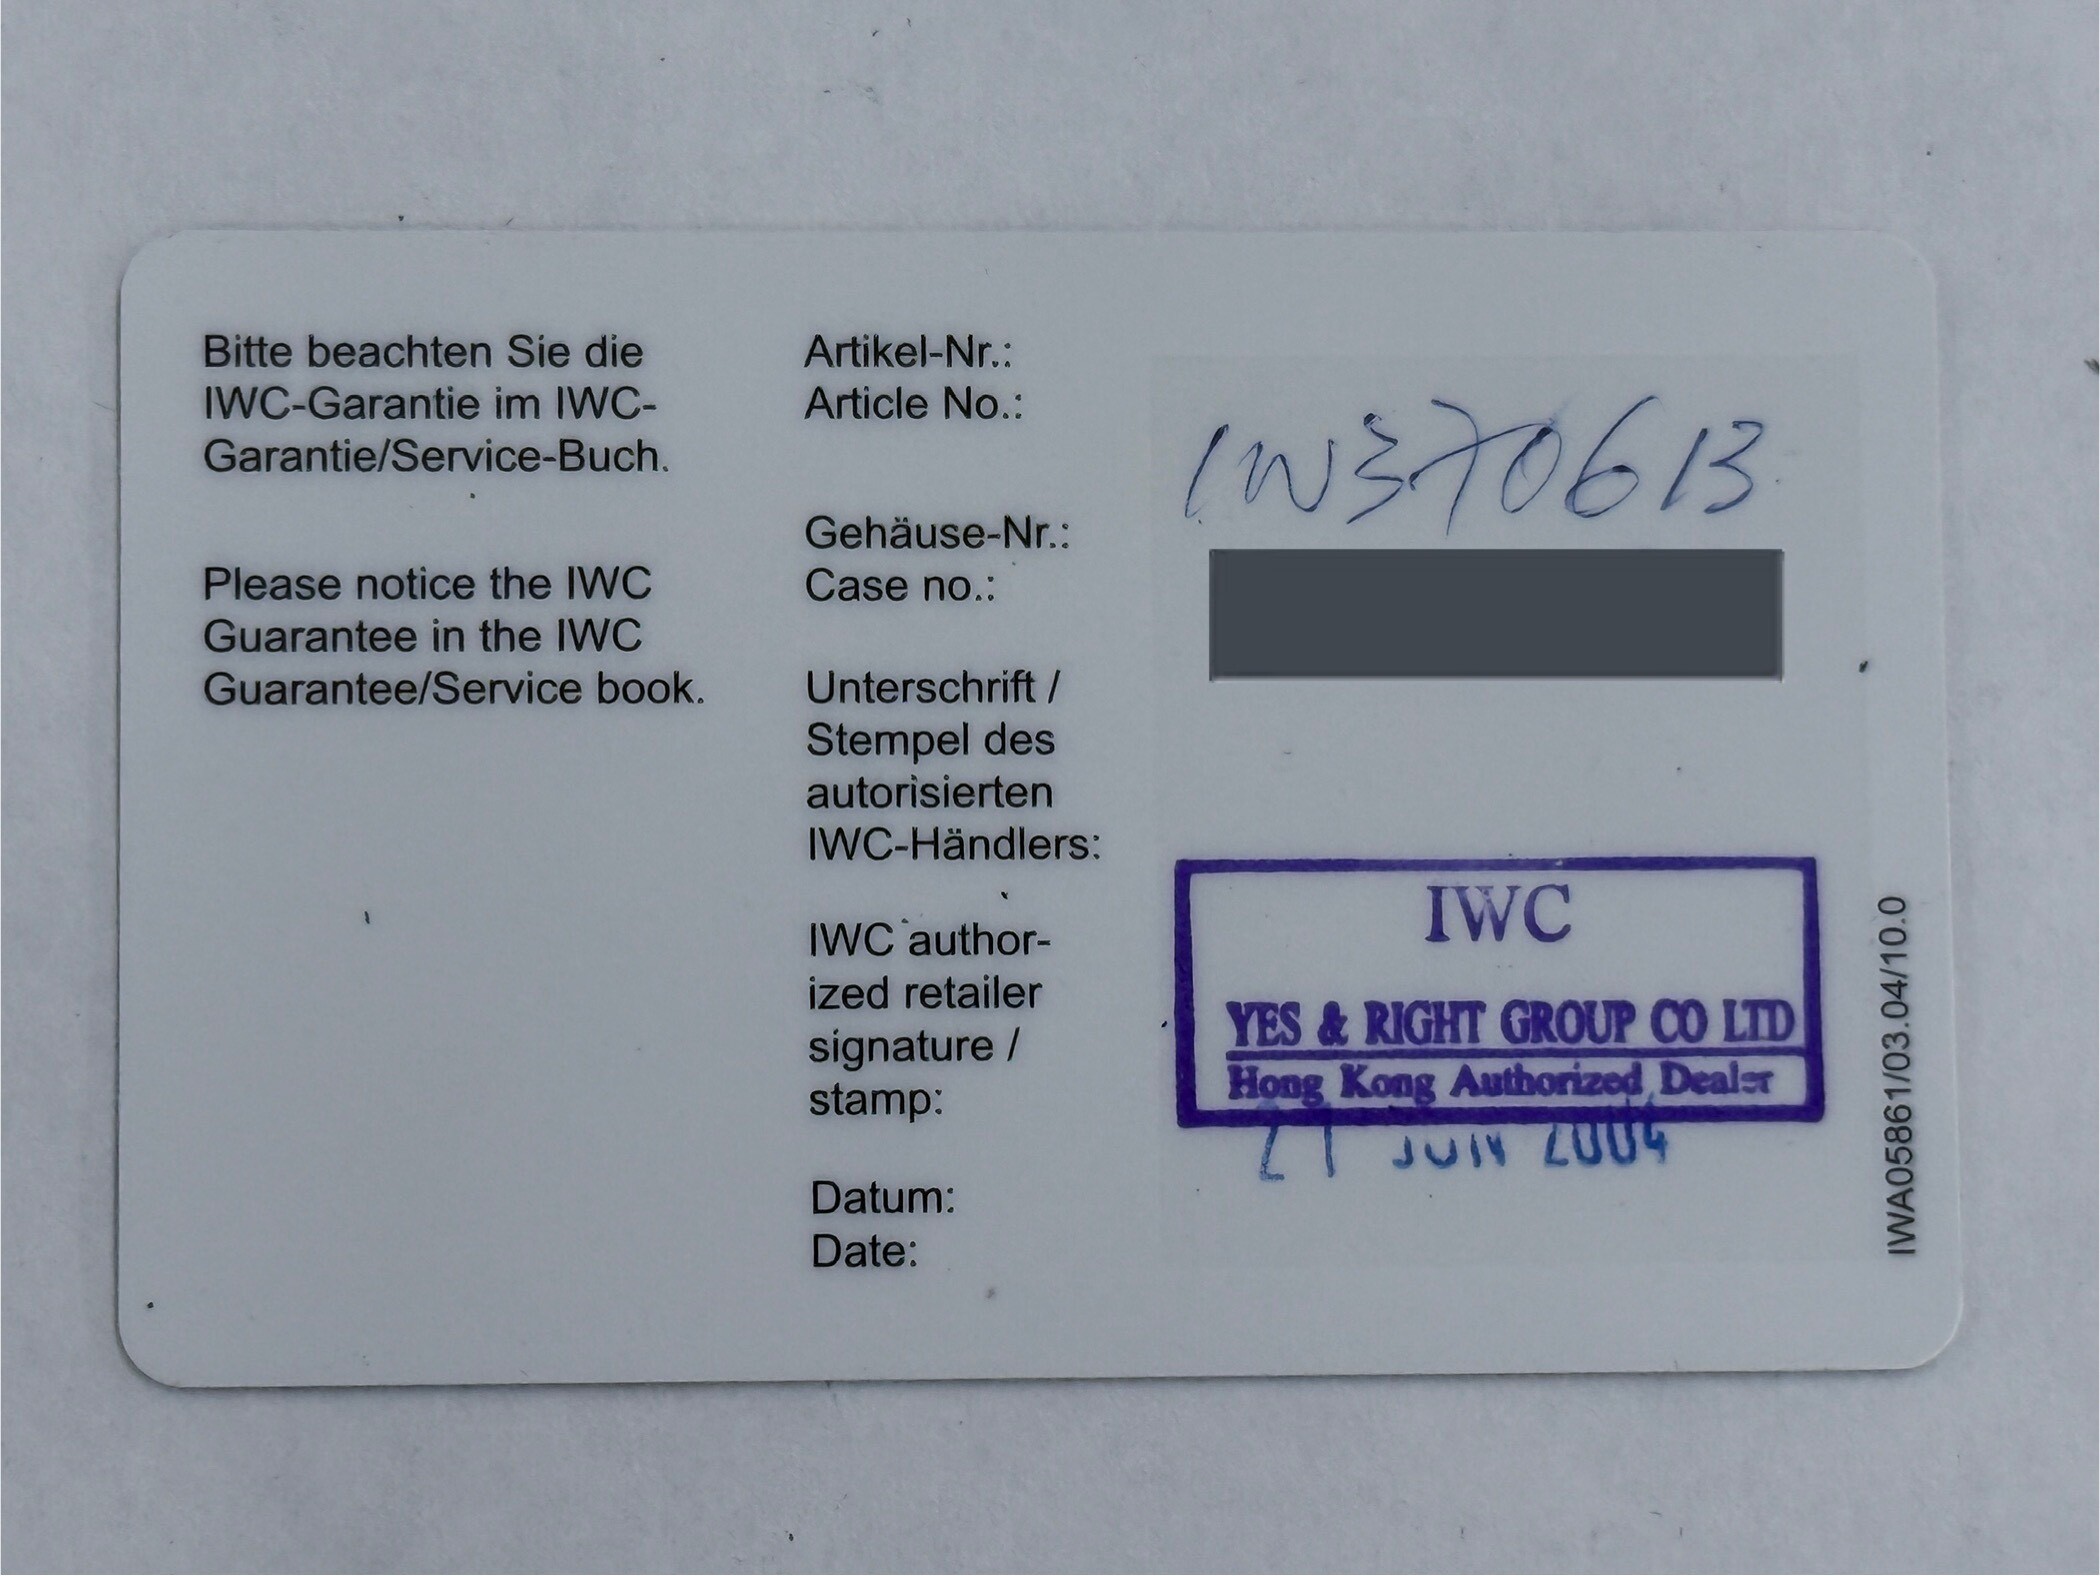 Bitte beachten Sie die
IWC-Garantie im IWC-
Garantie/Service-Buch.
Please notice the IWC
Guarantee in the IWC
Guarantee/Service book.
Artikel-Nr.:
Article No.:
IW370613
Gehäuse-Nr.:
Case no.:
Unterschrift /
Stempel des
autorisierten
IWC-Händlers:
IWC author-
ized retailer
signature /
stamp:
IWC
YES & RIGHT GROUP CO LTD
Hong Kong Authorized Dealer
21 JUN 2004
Datum:
Date:
IWA05861/03.04/10.0